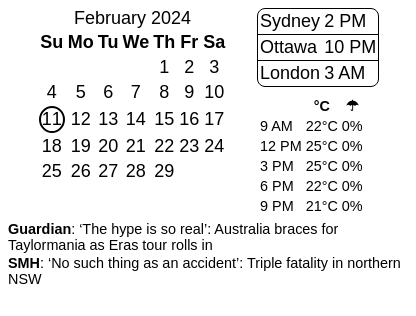 February 2024
Su Mo Tu We Th Fr Sa
1 2 3
4 5 6 7 8 9 10
11 12 13 14 15 16 17
18 19 20 21 22 23 24
25 26 27 28 29
Sydney 2 PM
Ottawa 10 PM
London 3 AM
°C ☂
9 AM 22°C 0%
12 PM 25°C 0%
3 PM 25°C 0%
6 PM 22°C 0%
9 PM 21°C 0%
Guardian: ‘The hype is so real’: Australia braces for
Taylormania as Eras tour rolls in
SMH: ‘No such thing as an accident’: Triple fatality in northern
NSW